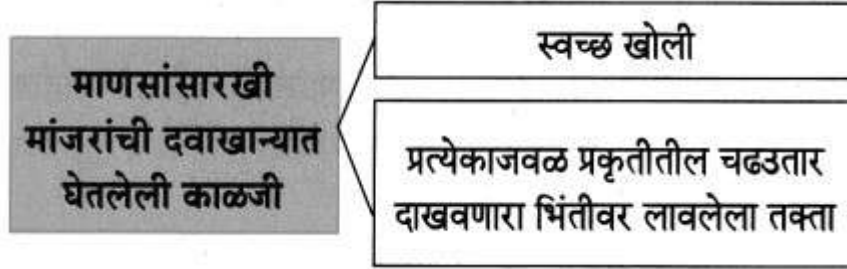 माणसांसारखी
मांजरांची दवाखान्यात
घेतलेली काळजी
स्वच्छ खोली
प्रत्येकाजवळ प्रकृतीतील चढउतार
दाखवणारा भिंतीवर लावलेला तक्ता